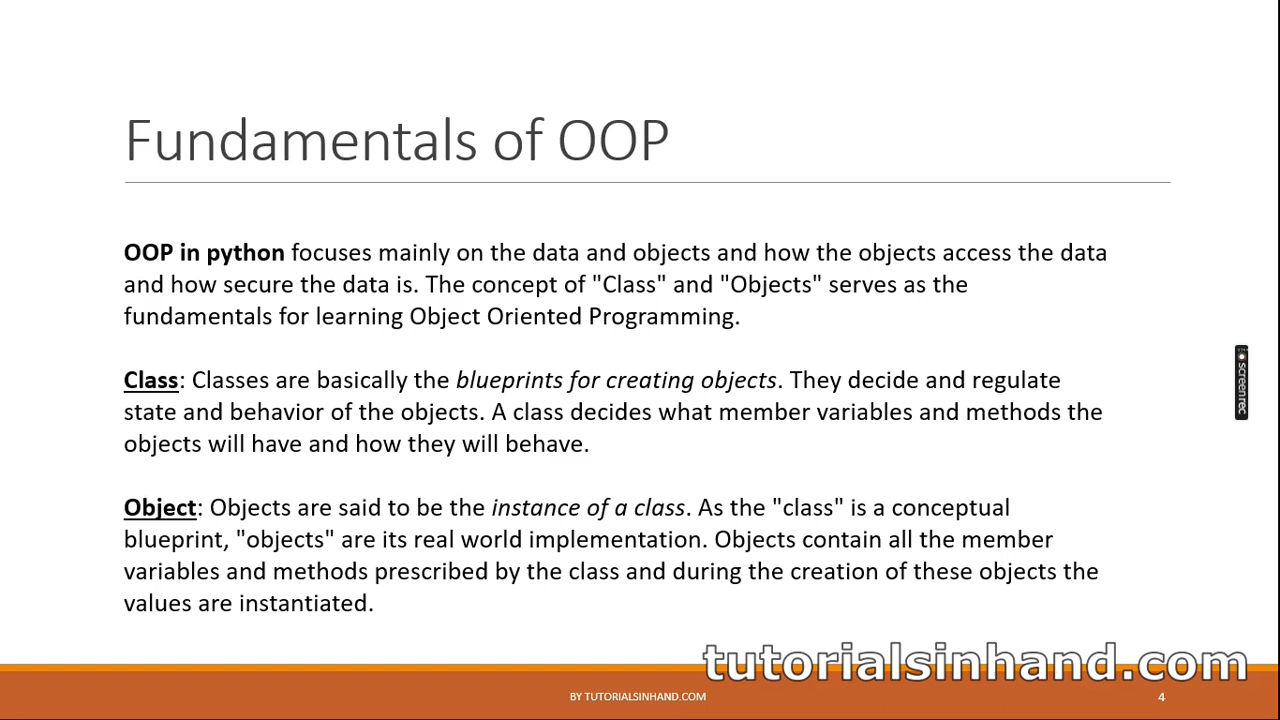 Fundamentals of OOP
OOP in python focuses mainly on the data and objects and how the objects access the data
and how secure the data is. The concept of "Class" and "Objects" serves as the
fundamentals for learning Object Oriented Programming.
Class: Classes are basically the blueprints for creating objects. They decide and regulate
state and behavior of the objects. A class decides what member variables and methods the
objects will have and how they will behave.
Object: Objects are said to be the instance of a class. As the "class" is a conceptual
blueprint, "objects" are its real world implementation. Objects contain all the member
variables and methods prescribed by the class and during the creation of these objects the
values are instantiated.
screenrec
tutorialsinhand.com
BY TUTORIALSINHAND.COM
4